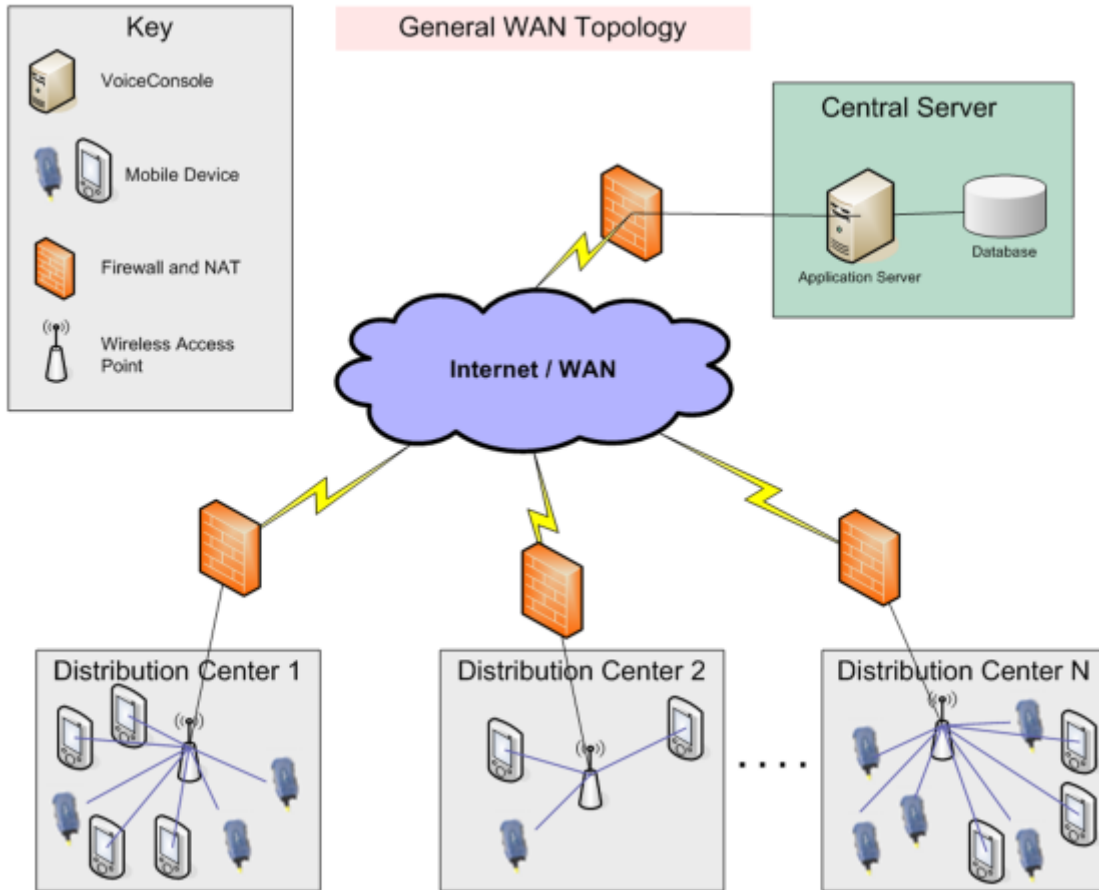 Key
VoiceConsole
Mobile Device
Firewall and NAT
Wireless Access
Point
General WAN Topology
Central Server
Application Server
Database
Internet / WAN
Distribution Center 1
Distribution Center 2
. . . .
Distribution Center N